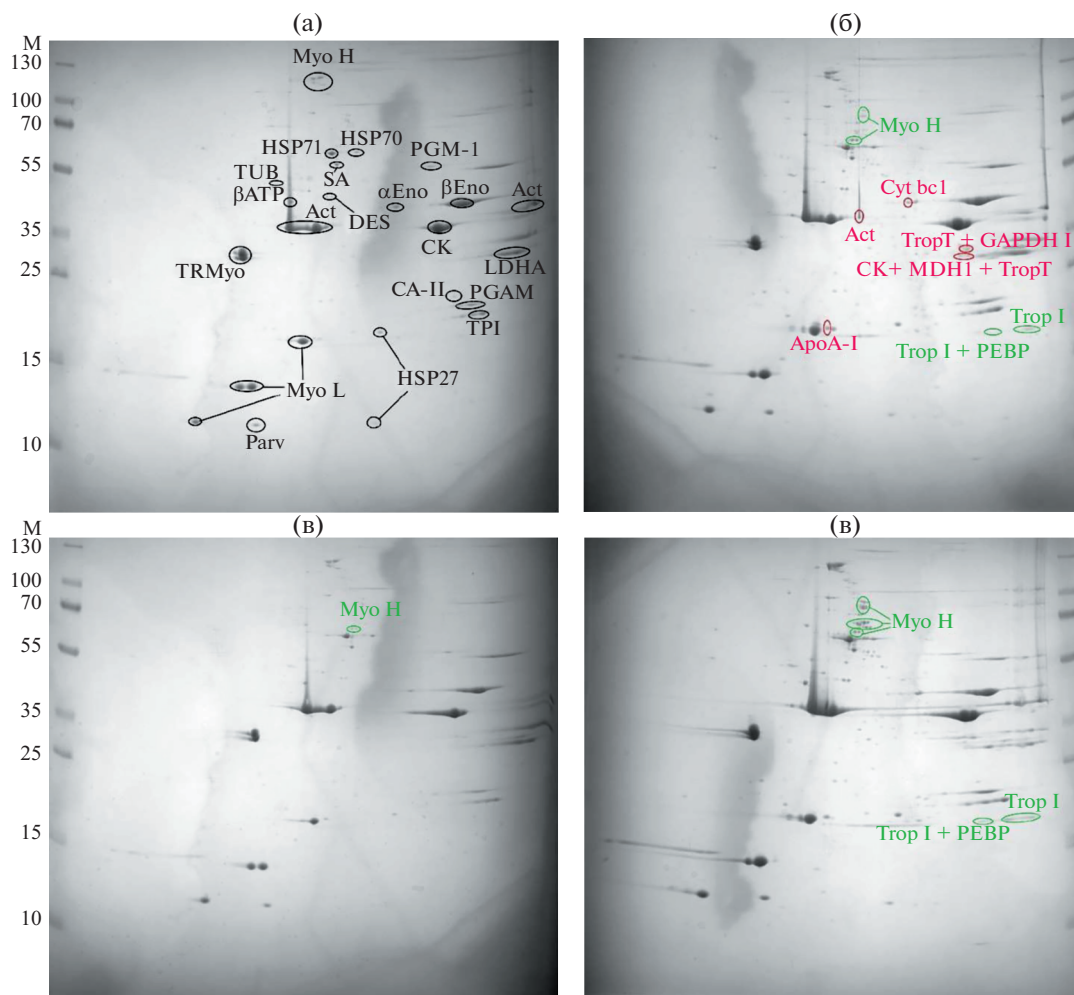 (а)
(б)
M
130
100
70
55
35
25
15
10
Myo H
HSP71
HSP70
PGM-1
TUB
SA
βATP
αEno
βEno
Act
Act
DES
CK
TRMyo
LDHA
CA-II
PGAM
TPI
Myo L
HSP27
Parv
Myo H
Cyt bc1
Act
TropT + GAPDH I
CK+ MDH1 + TropT
Trop I
ApoA-I
Trop I + PEBP
(в)
(в)
M
130
100
70
55
35
25
15
10
Myo H
Myo H
Trop I
Trop I + PEBP